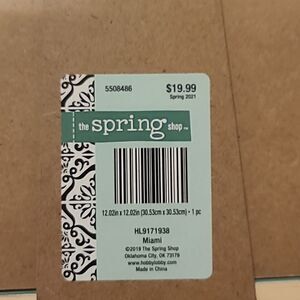 5508486 $19.99
Spring 2021
the spring shop™
12.02in x 12.02in (30.53cm x 30.53cm) • 1 pc
HL9171938
Miami
©2019 The Spring Shop
Oklahoma City, OK 73179
www.hobbylobby.com
Made in China